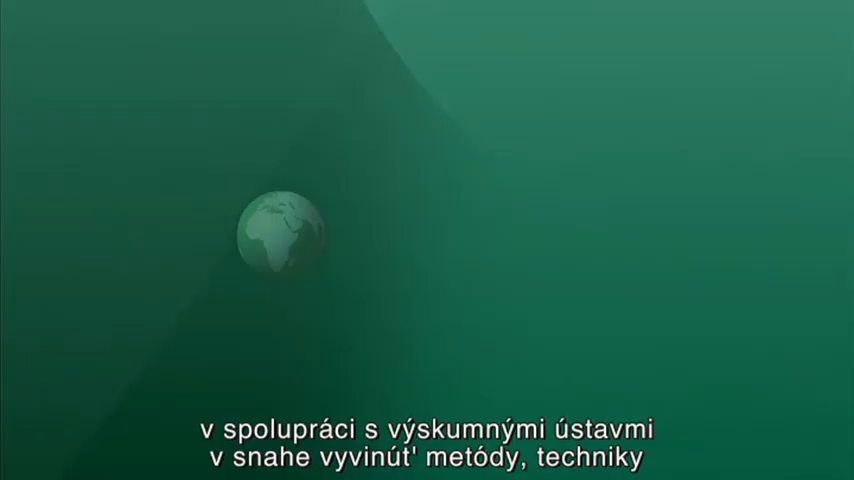 v spolupráci s výskumnými ústavmi
v snahe vyvinút' metódy, techniky